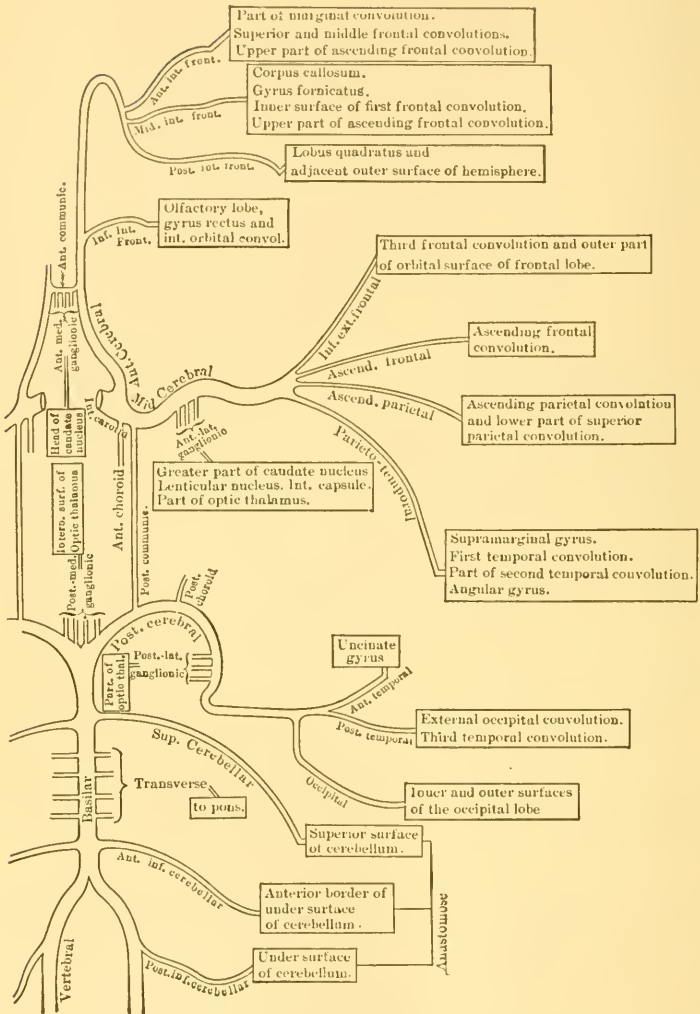 Part of marginal convolution.
Superior and middle frontal convolutions.
Upper part of ascending frontal convolution.
Ant. int. front.
Corpus callosum.
Gyrus fornicatus.
Inner surface of first frontal convolution.
Upper part of ascending frontal convolution.
Mid. int. front
Post. int. front.
Lobus quadratus and
adjacent outer surface of hemisphere.
Olfactory lobe,
gyrus rectus and
int. orbital convol.
Inf. Int.
Front.
Ant. communic.
Third frontal convolution and outer part
of orbital surface of frontal lobe.
Inf. ext. frontal
Ant. Cerebral
Ant. med.
ganglionic
Mid Cerebral
Ascending frontal
convolution.
Ascend. frontal
Ascend. parietal
Ascending parietal convolution
and lower part of superior
parietal convolution.
Int. carotid
Head of
caudate
nucleus
Ant.-lat.
ganglionic
Parieto-temporal
Greater part of caudate nucleus
Lenticular nucleus. Int. capsule.
Part of optic thalamus.
Intern. surf. of
Optic thalamus
Ant. choroid
Post. communic.
Supramarginal gyrus.
First temporal convolution.
Part of second temporal convolution.
Angular gyrus.
Post.-med.
ganglionic
Post.
choroid
Post. cerebral
Post.-lat.
ganglionic
Part. of
optic thal.
Uncinate
gyrus
Ant. temporal
Post. temporal
External occipital convolution.
Third temporal convolution.
Sup. Cerebellar
Occipital
Inner and outer surfaces
of the occipital lobe
Basilar
Transverse
to pons.
Superior surface
of cerebellum.
Ant. inf. cerebellar
Anterior border of
under surface
of cerebellum.
Anastomose
Vertebral
Post. inf. cerebellar
Under surface
of cerebellum.